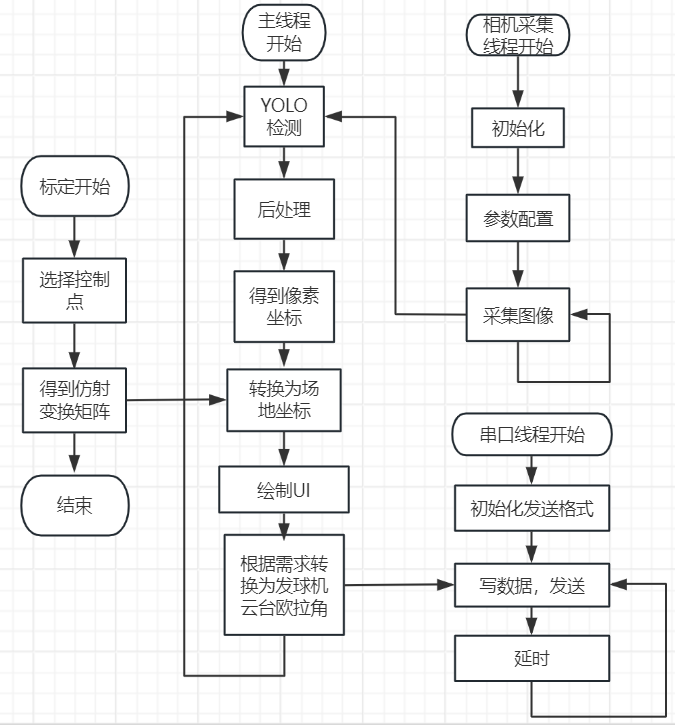 标定开始
选择控制
点
得到仿射
变换矩阵
结束
主线程
开始
YOLO
检测
后处理
得到像素
坐标
转换为场
地坐标
绘制UI
根据需求转
换为发球机
云台欧拉角
相机采集
线程开始
初始化
参数配置
采集图像
串口线程开始
初始化发送格式
写数据，发送
延时